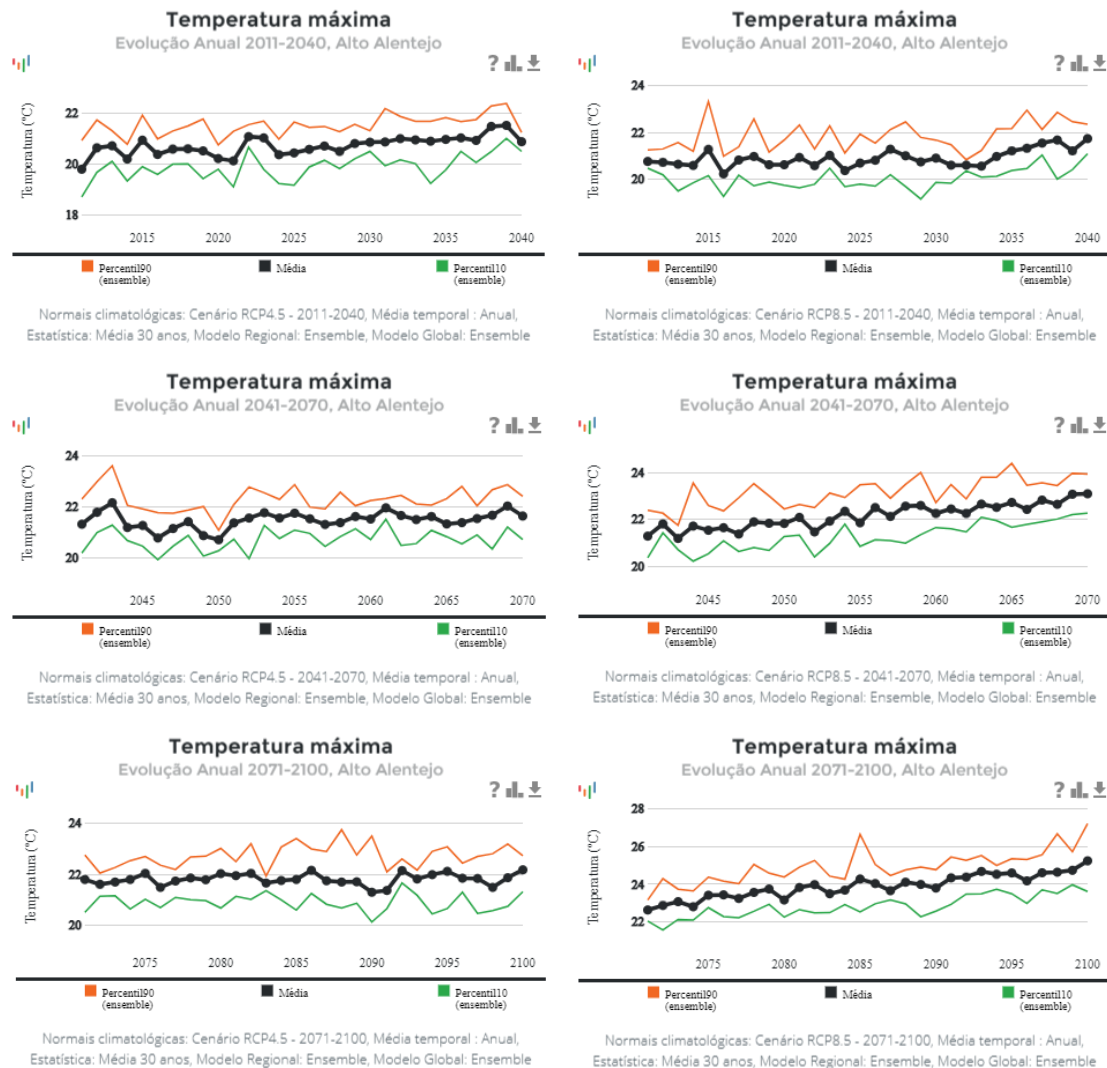 Temperatura máxima
Evolução Anual 2011-2040, Alto Alentejo
?
Temperatura (°C)
22
20
18
2015 2020 2025 2030 2035 2040
Percentil90
(ensemble)
Média
Percentil10
(ensemble)
Normais climatológicas: Cenário RCP4.5 - 2011-2040, Média temporal : Anual,
Estatística: Média 30 anos, Modelo Regional: Ensemble, Modelo Global: Ensemble
Temperatura máxima
Evolução Anual 2011-2040, Alto Alentejo
?
Temperatura (°C)
24
22
20
2015 2020 2025 2030 2035 2040
Percentil90
(ensemble)
Média
Percentil10
(ensemble)
Normais climatológicas: Cenário RCP8.5 - 2011-2040, Média temporal : Anual,
Estatística: Média 30 anos, Modelo Regional: Ensemble, Modelo Global: Ensemble
Temperatura máxima
Evolução Anual 2041-2070, Alto Alentejo
?
Temperatura (°C)
24
22
20
2045 2050 2055 2060 2065 2070
Percentil90
(ensemble)
Média
Percentil10
(ensemble)
Normais climatológicas: Cenário RCP4.5 - 2041-2070, Média temporal : Anual,
Estatística: Média 30 anos, Modelo Regional: Ensemble, Modelo Global: Ensemble
Temperatura máxima
Evolução Anual 2041-2070, Alto Alentejo
?
Temperatura (°C)
24
22
20
2045 2050 2055 2060 2065 2070
Percentil90
(ensemble)
Média
Percentil10
(ensemble)
Normais climatológicas: Cenário RCP8.5 - 2041-2070, Média temporal : Anual,
Estatística: Média 30 anos, Modelo Regional: Ensemble, Modelo Global: Ensemble
Temperatura máxima
Evolução Anual 2071-2100, Alto Alentejo
?
Temperatura (°C)
24
22
20
2075 2080 2085 2090 2095 2100
Percentil90
(ensemble)
Média
Percentil10
(ensemble)
Normais climatológicas: Cenário RCP4.5 - 2071-2100, Média temporal : Anual,
Estatística: Média 30 anos, Modelo Regional: Ensemble, Modelo Global: Ensemble
Temperatura máxima
Evolução Anual 2071-2100, Alto Alentejo
?
Temperatura (°C)
28
26
24
22
2075 2080 2085 2090 2095 2100
Percentil90
(ensemble)
Média
Percentil10
(ensemble)
Normais climatológicas: Cenário RCP8.5 - 2071-2100, Média temporal : Anual,
Estatística: Média 30 anos, Modelo Regional: Ensemble, Modelo Global: Ensemble